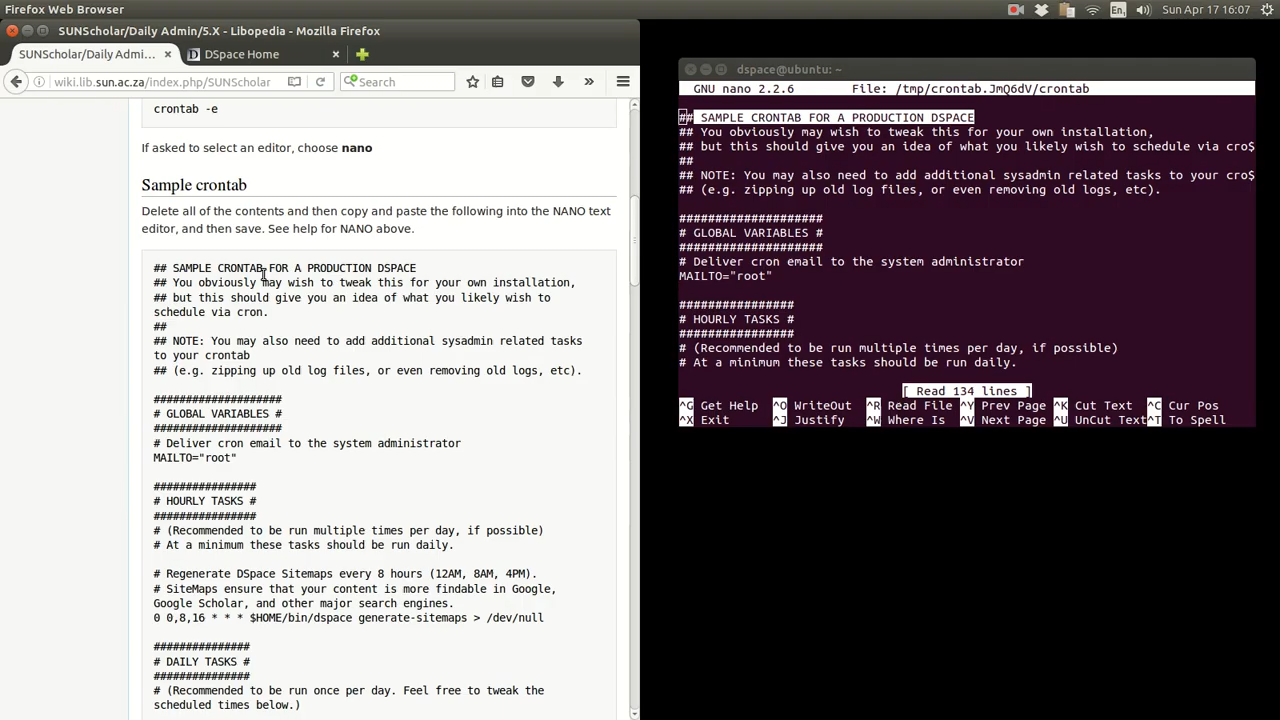 Firefox Web Browser
En1
Sun Apr 17 16:07
SUNScholar/Daily Admin/5.X - Libopedia - Mozilla Firefox
SUNScholar/Daily Admi... ×
DSpace Home ×
wiki.lib.sun.ac.za/index.php/SUNScholar
Search
crontab -e
If asked to select an editor, choose nano
Sample crontab
Delete all of the contents and then copy and paste the following into the NANO text
editor, and then save. See help for NANO above.
## SAMPLE CRONTAB FOR A PRODUCTION DSPACE
## You obviously may wish to tweak this for your own installation,
## but this should give you an idea of what you likely wish to
schedule via cron.
##
## NOTE: You may also need to add additional sysadmin related tasks
to your crontab
## (e.g. zipping up old log files, or even removing old logs, etc).
####################
# GLOBAL VARIABLES #
####################
# Deliver cron email to the system administrator
MAILTO="root"
################
# HOURLY TASKS #
################
# (Recommended to be run multiple times per day, if possible)
# At a minimum these tasks should be run daily.
# Regenerate DSpace Sitemaps every 8 hours (12AM, 8AM, 4PM).
# SiteMaps ensure that your content is more findable in Google,
Google Scholar, and other major search engines.
0 0,8,16 * * * $HOME/bin/dspace generate-sitemaps > /dev/null
###############
# DAILY TASKS #
###############
# (Recommended to be run once per day. Feel free to tweak the
scheduled times below.)
dspace@ubuntu: ~
GNU nano 2.2.6 File: /tmp/crontab.JmQ6dV/crontab
## SAMPLE CRONTAB FOR A PRODUCTION DSPACE
## You obviously may wish to tweak this for your own installation,
## but this should give you an idea of what you likely wish to schedule via cro$
##
## NOTE: You may also need to add additional sysadmin related tasks to your cro$
## (e.g. zipping up old log files, or even removing old logs, etc).
####################
# GLOBAL VARIABLES #
####################
# Deliver cron email to the system administrator
MAILTO="root"
################
# HOURLY TASKS #
################
# (Recommended to be run multiple times per day, if possible)
# At a minimum these tasks should be run daily.
[ Read 134 lines ]
^G Get Help ^O WriteOut ^R Read File ^Y Prev Page ^K Cut Text ^C Cur Pos
^X Exit ^J Justify ^W Where Is ^V Next Page ^U UnCut Text ^T To Spell